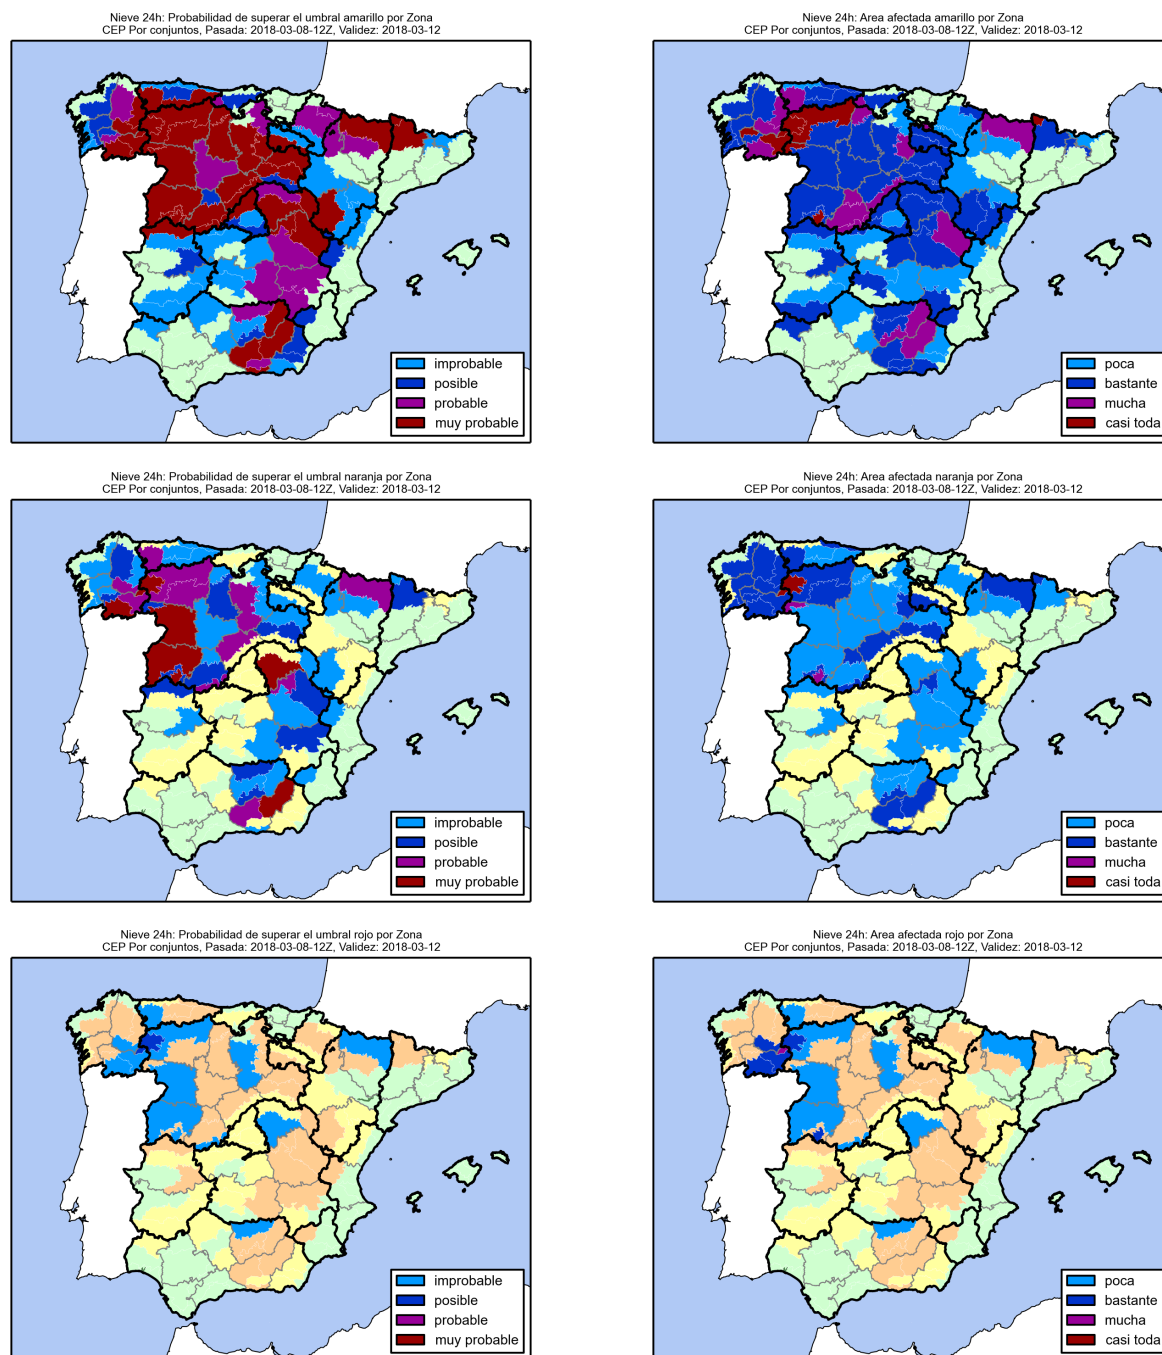 Nieve 24h: Probabilidad de superar el umbral amarillo por Zona
CEP Por conjuntos, Pasada: 2018-03-08-12Z, Validez: 2018-03-12
improbable
posible
probable
muy probable
Nieve 24h: Area afectada amarillo por Zona
CEP Por conjuntos, Pasada: 2018-03-08-12Z, Validez: 2018-03-12
poca
bastante
mucha
casi toda
Nieve 24h: Probabilidad de superar el umbral naranja por Zona
CEP Por conjuntos, Pasada: 2018-03-08-12Z, Validez: 2018-03-12
improbable
posible
probable
muy probable
Nieve 24h: Area afectada naranja por Zona
CEP Por conjuntos, Pasada: 2018-03-08-12Z, Validez: 2018-03-12
poca
bastante
mucha
casi toda
Nieve 24h: Probabilidad de superar el umbral rojo por Zona
CEP Por conjuntos, Pasada: 2018-03-08-12Z, Validez: 2018-03-12
improbable
posible
probable
muy probable
Nieve 24h: Area afectada rojo por Zona
CEP Por conjuntos, Pasada: 2018-03-08-12Z, Validez: 2018-03-12
poca
bastante
mucha
casi toda